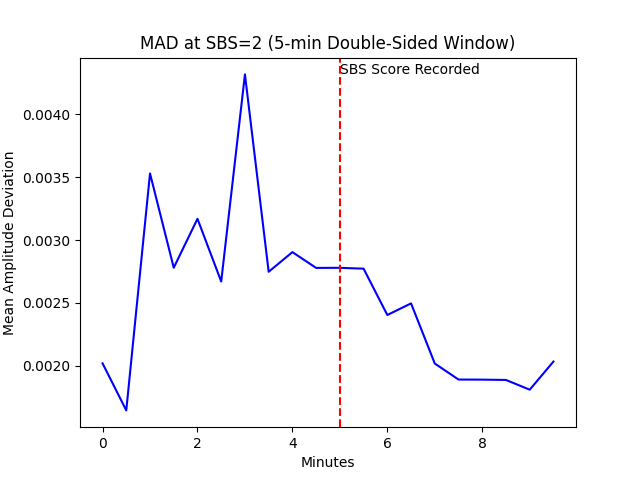 MAD at SBS=2 (5-min Double-Sided Window)
SBS Score Recorded
Mean Amplitude Deviation
0.0040
0.0035
0.0030
0.0025
0.0020
0 2 4 6 8
Minutes